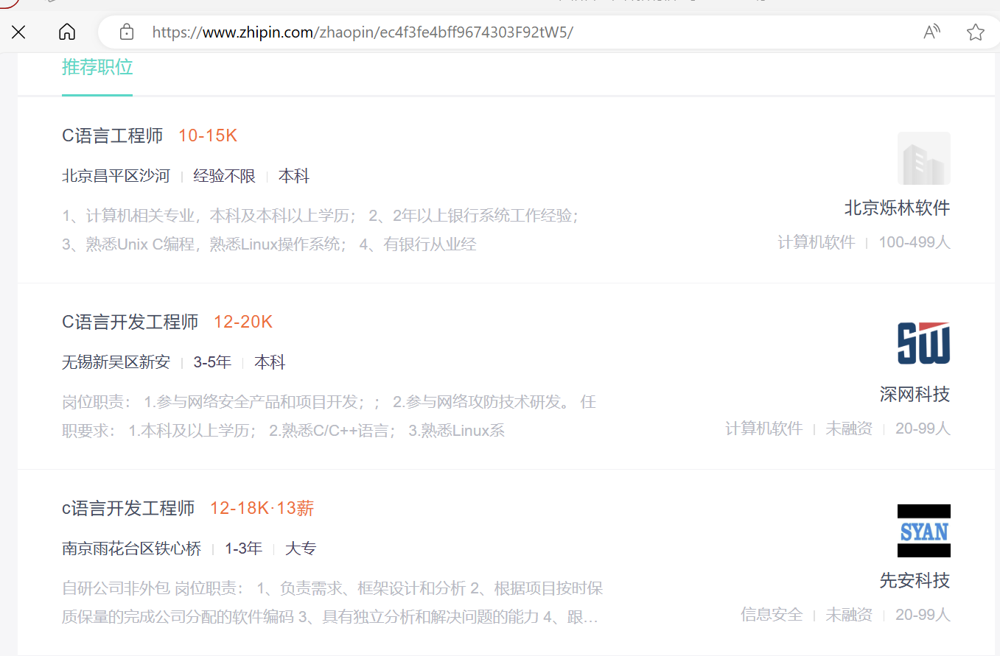 https://www.zhipin.com/zhaopin/ec4f3fe4bff9674303F92tW5/
推荐职位
C语言工程师 10-15K
北京昌平区沙河 经验不限 本科
1、计算机相关专业，本科及本科以上学历； 2、2年以上银行系统工作经验；
3、熟悉Unix C编程，熟悉Linux操作系统； 4、有银行从业经
北京烁林软件
计算机软件 100-499人
C语言开发工程师 12-20K
无锡新吴区新安 3-5年 本科
岗位职责： 1.参与网络安全产品和项目开发；； 2.参与网络攻防技术研发。 任
职要求： 1.本科及以上学历； 2.熟悉C/C++语言； 3.熟悉Linux系
SW
深网科技
计算机软件 未融资 20-99人
c语言开发工程师 12-18K·13薪
南京雨花台区铁心桥 1-3年 大专
自研公司非外包 岗位职责： 1、负责需求、框架设计和分析 2、根据项目按时保
质保量的完成公司分配的软件编码 3、具有独立分析和解决问题的能力 4、跟…
SYAN
先安科技
信息安全 未融资 20-99人